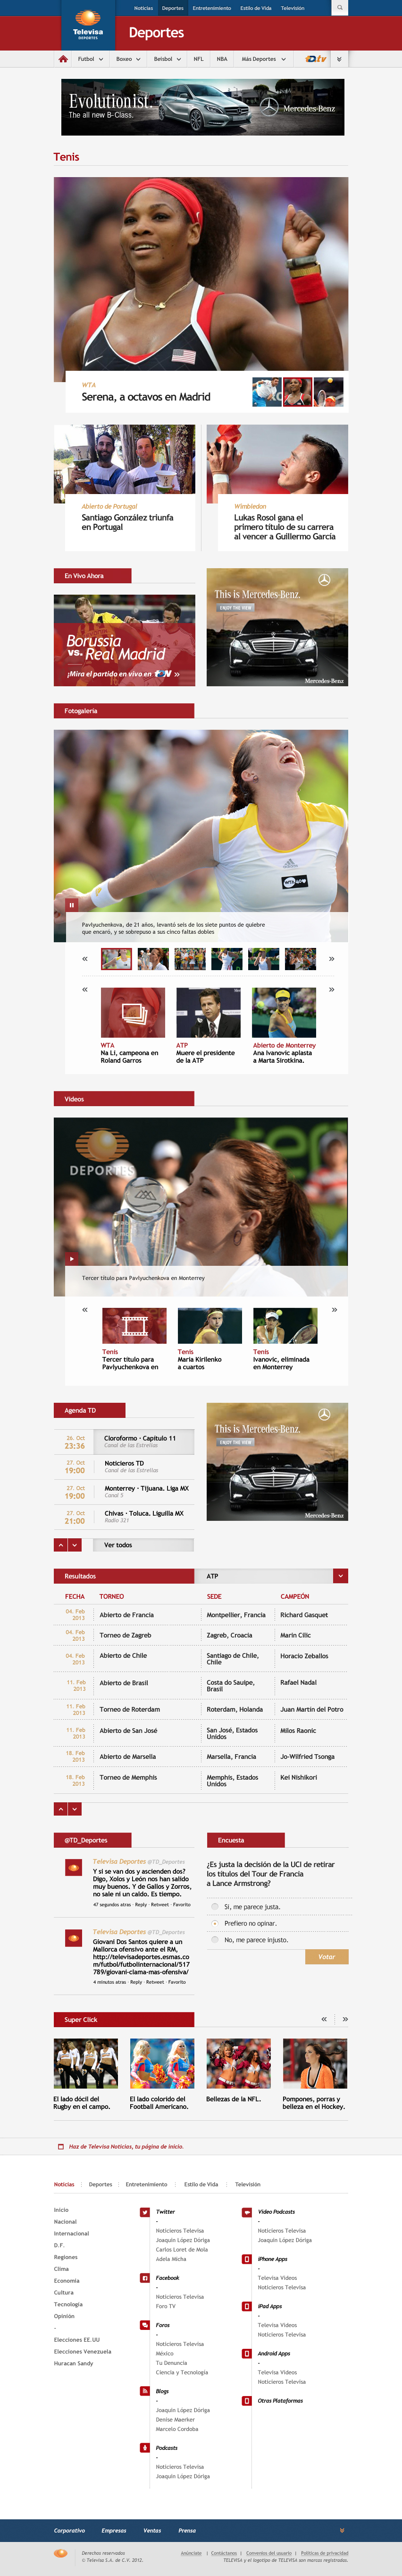 Noticias Deportes Entretenimiento Estilo de Vida Televisión
Televisa
DEPORTES
Deportes
Futbol Boxeo Beisbol NFL NBA Más Deportes TD.tv
Evolutionist.
The all new B-Class.
Mercedes-Benz
Tenis
WTA
Serena, a octavos en Madrid
Abierto de Portugal
Santiago González triunfa
en Portugal
Wimbledon
Lukas Rosol gana el
primero título de su carrera
al vencer a Guillermo García
En Vivo Ahora
Borussia
vs. Real Madrid
¡Mira el partido en vivo en
This is Mercedes-Benz.
ENJOY THE VIEW
Mercedes-Benz
Fotogalería
WTA
Pavlyuchenkova, de 21 años, levantó seis de los siete puntos de quiebre
que encaró, y se sobrepuso a sus cinco faltas dobles
WTA
Na Li, campeona en
Roland Garros
ATP
Muere el presidente
de la ATP
Abierto de Monterrey
Ana Ivanovic aplasta
a Marta Sirotkina.
Videos
DEPORTES
Tercer título para Pavlyuchenkova en Monterrey
Tenis
Tercer título para
Pavlyuchenkova en
Tenis
Maria Kirilenko
a cuartos
Tenis
Ivanovic, eliminada
en Monterrey
Agenda TD
26. Oct
23:36
Cloroformo - Capítulo 11
Canal de las Estrellas
27. Oct
19:00
Noticieros TD
Canal de las Estrellas
27. Oct
19:00
Monterrey - Tijuana. Liga MX
Canal 5
27. Oct
21:00
Chivas - Toluca. Liguilla MX
Radio 321
Ver todos
This is Mercedes-Benz.
ENJOY THE VIEW
Mercedes-Benz
Resultados ATP
FECHA TORNEO SEDE CAMPEÓN
04. Feb
2013
Abierto de Francia Montpellier, Francia Richard Gasquet
04. Feb
2013
Torneo de Zagreb Zagreb, Croacia Marin Cilic
04. Feb
2013
Abierto de Chile Santiago de Chile,
Chile
Horacio Zeballos
11. Feb
2013
Abierto de Brasil Costa do Sauipe,
Brasil
Rafael Nadal
11. Feb
2013
Torneo de Roterdam Roterdam, Holanda Juan Martín del Potro
11. Feb
2013
Abierto de San José San José, Estados
Unidos
Milos Raonic
18. Feb
2013
Abierto de Marsella Marsella, Francia Jo-Wilfried Tsonga
18. Feb
2013
Torneo de Memphis Memphis, Estados
Unidos
Kei Nishikori
@TD_Deportes
Televisa Deportes @TD_Deportes
Y si se van dos y ascienden dos?
Digo, Xolos y León nos han salido
muy buenos. Y de Gallos y Zorros,
no sale ni un caldo. Es tiempo.
47 segundos atras · Reply · Retweet · Favorito
Televisa Deportes @TD_Deportes
Giovani Dos Santos quiere a un
Mallorca ofensivo ante el RM,
http://televisadeportes.esmas.co
m/futbol/futbolinternacional/517
789/giovani-clama-mas-ofensiva/
4 minutos atras · Reply · Retweet · Favorito
Encuesta
¿Es justa la decisión de la UCI de retirar
los títulos del Tour de Francia
a Lance Armstrong?
Si, me parece justa.
Prefiero no opinar.
No, me parece injusto.
Votar
Super Click
El lado dócil del
Rugby en el campo.
El lado colorido del
Football Americano.
Bellezas de la NFL.
Pompones, porras y
belleza en el Hockey.
Haz de Televisa Noticias, tu página de inicio.
Noticias Deportes Entretenimiento Estilo de Vida Televisión
Inicio
Nacional
Internacional
D.F.
Regiones
Clima
Economía
Cultura
Tecnología
Opinión
-
Elecciones EE.UU
Elecciones Venezuela
Huracan Sandy
Twitter
-
Noticieros Televisa
Joaquín López Dóriga
Carlos Loret de Mola
Adela Micha
Facebook
-
Noticieros Televisa
Foro TV
Foros
-
Noticieros Televisa
México
Tu Denuncia
Ciencia y Tecnología
Blogs
-
Joaquín López Dóriga
Denise Maerker
Marcelo Cordoba
Podcasts
-
Noticieros Televisa
Joaquín López Dóriga
Video Podcasts
-
Noticieros Televisa
Joaquín López Dóriga
iPhone Apps
-
Televisa Videos
Noticieros Televisa
iPad Apps
-
Televisa Videos
Noticieros Televisa
Android Apps
-
Televisa Videos
Noticieros Televisa
Otras Plataformas
Corporativo Empresas Ventas Prensa
Derechos reservados
© Televisa S.A. de C.V. 2012.
Anúnciate | Contáctanos | Convenios del usuario | Políticas de privacidad
TELEVISA y el logotipo de TELEVISA son marcas registradas.